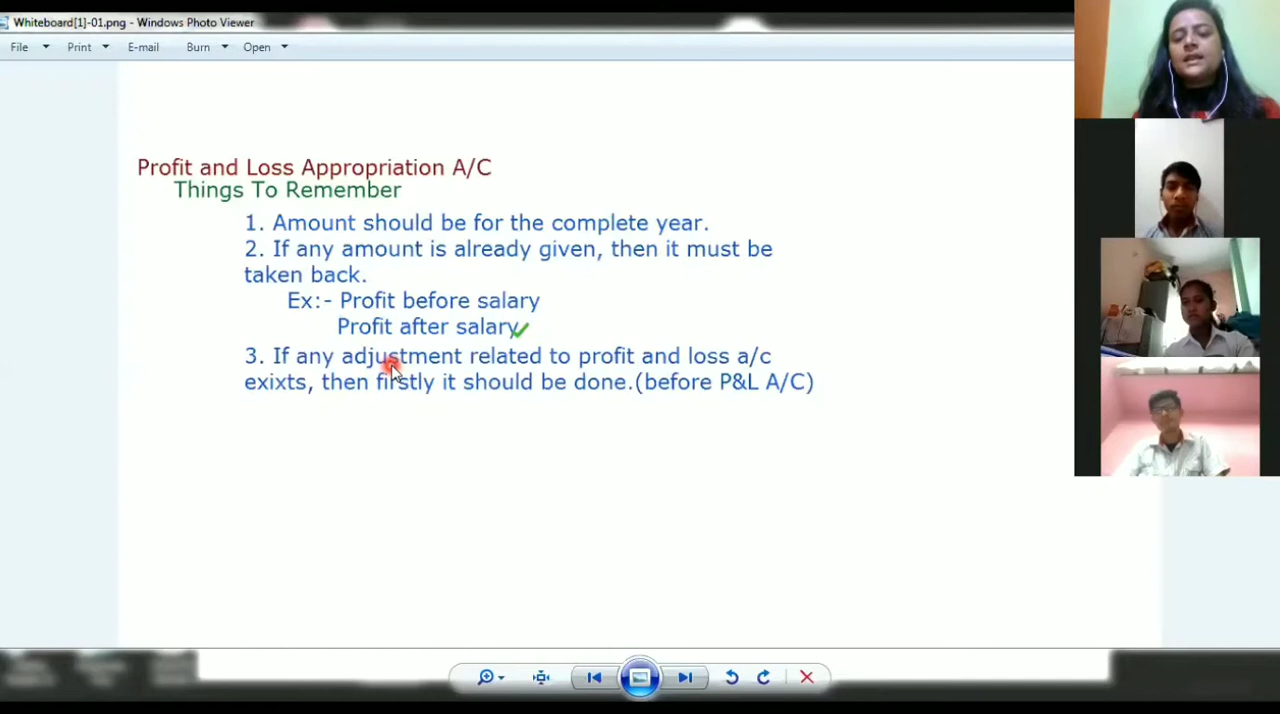 Whiteboard[1]-01.png - Windows Photo Viewer
File Print E-mail Burn Open
Profit and Loss Appropriation A/C
Things To Remember
1. Amount should be for the complete year.
2. If any amount is already given, then it must be
taken back.
Ex:- Profit before salary
Profit after salary
3. If any adjustment related to profit and loss a/c
exixts, then firstly it should be done.(before P&L A/C)